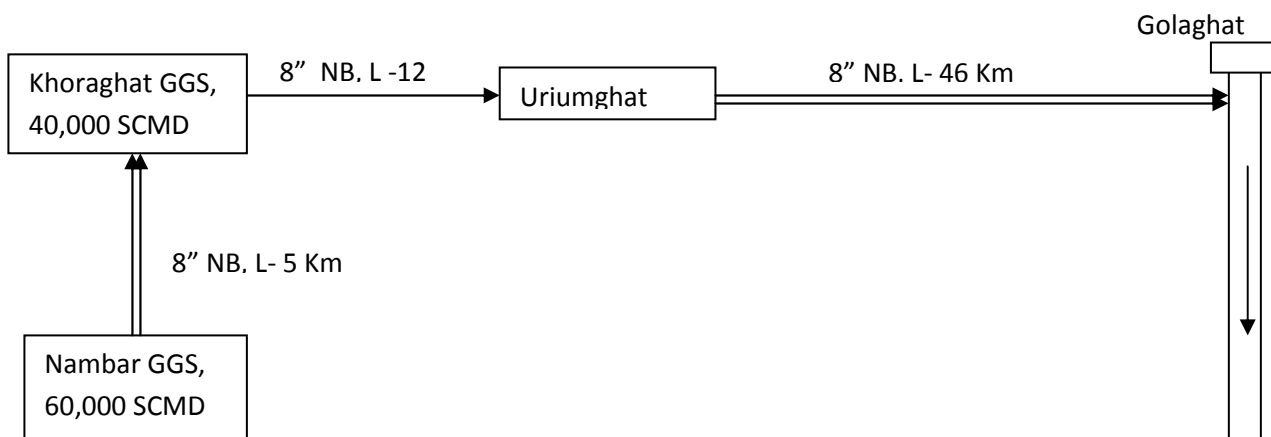 Golaghat
Khoraghat GGS,
40,000 SCMD
8” NB, L -12
Uriumghat
8” NB. L- 46 Km
8” NB, L- 5 Km
Nambar GGS,
60,000 SCMD